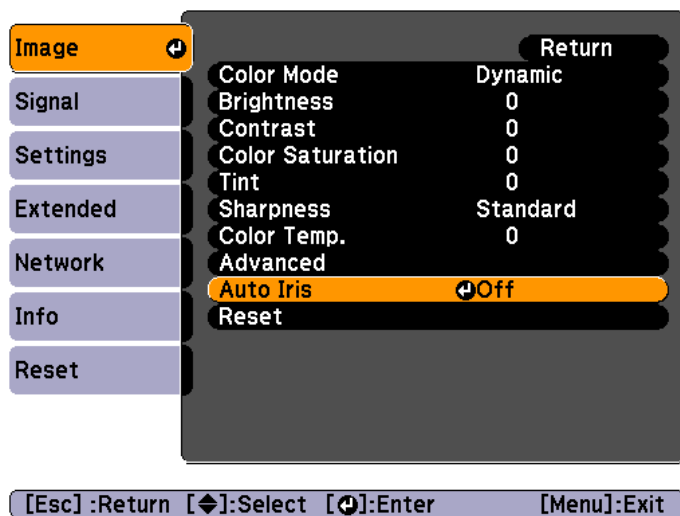 Image
Signal
Settings
Extended
Network
Info
Reset
Return
Color Mode Dynamic
Brightness 0
Contrast 0
Color Saturation 0
Tint 0
Sharpness Standard
Color Temp. 0
Advanced
Auto Iris Off
Reset
[Esc] :Return [◆]:Select [↵]:Enter [Menu]:Exit